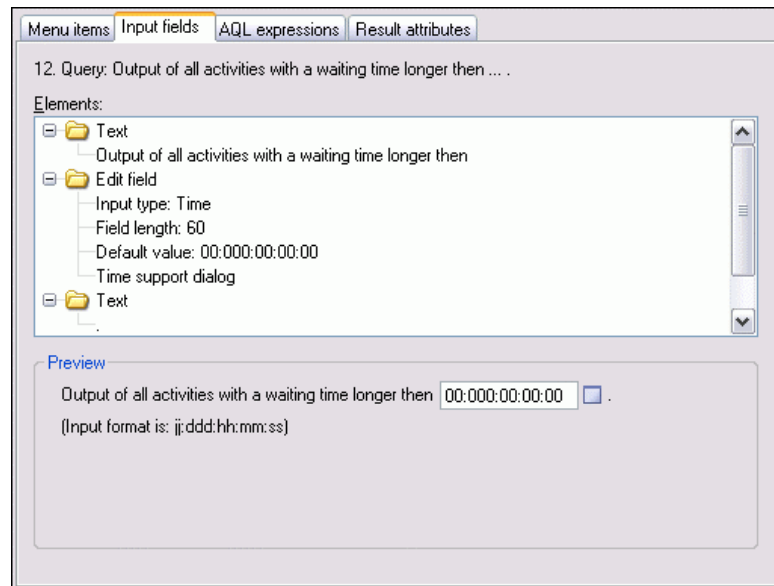 Menu items Input fields AQL expressions Result attributes
12. Query: Output of all activities with a waiting time longer then ... .
Elements:
Text
Output of all activities with a waiting time longer then
Edit field
Input type: Time
Field length: 60
Default value: 00:000:00:00:00
Time support dialog
Text
.
Preview
Output of all activities with a waiting time longer then 00:000:00:00:00 .
(Input format is: jj:ddd:hh:mm:ss)